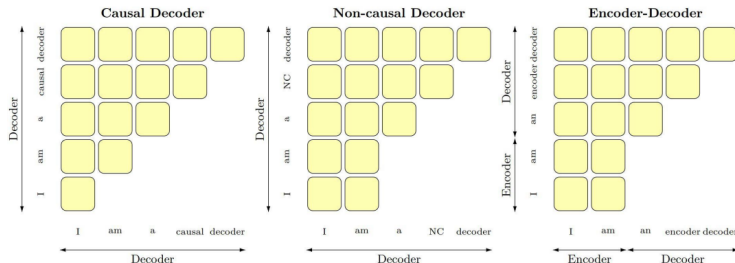 Causal Decoder
Decoder
decoder
causal
a
am
I
I am a causal decoder
Decoder
Non-causal Decoder
Decoder
decoder
NC
a
am
I
I am a NC decoder
Decoder
Encoder-Decoder
Decoder
Encoder
decoder
encoder
an
am
I
I am an encoder decoder
Encoder Decoder